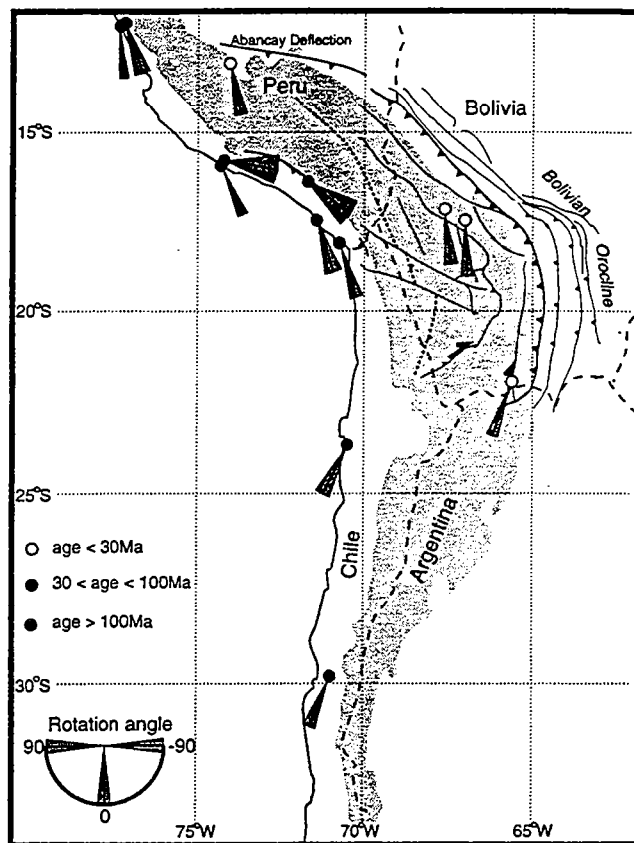 Abancay Deflection
Peru
Bolivia
15°S
Bolivian
Orocline
20°S
25°S
Chile
Argentina
age < 30Ma
30 < age < 100Ma
age > 100Ma
30°S
Rotation angle
90
-90
0
75°W
70°W
65°W